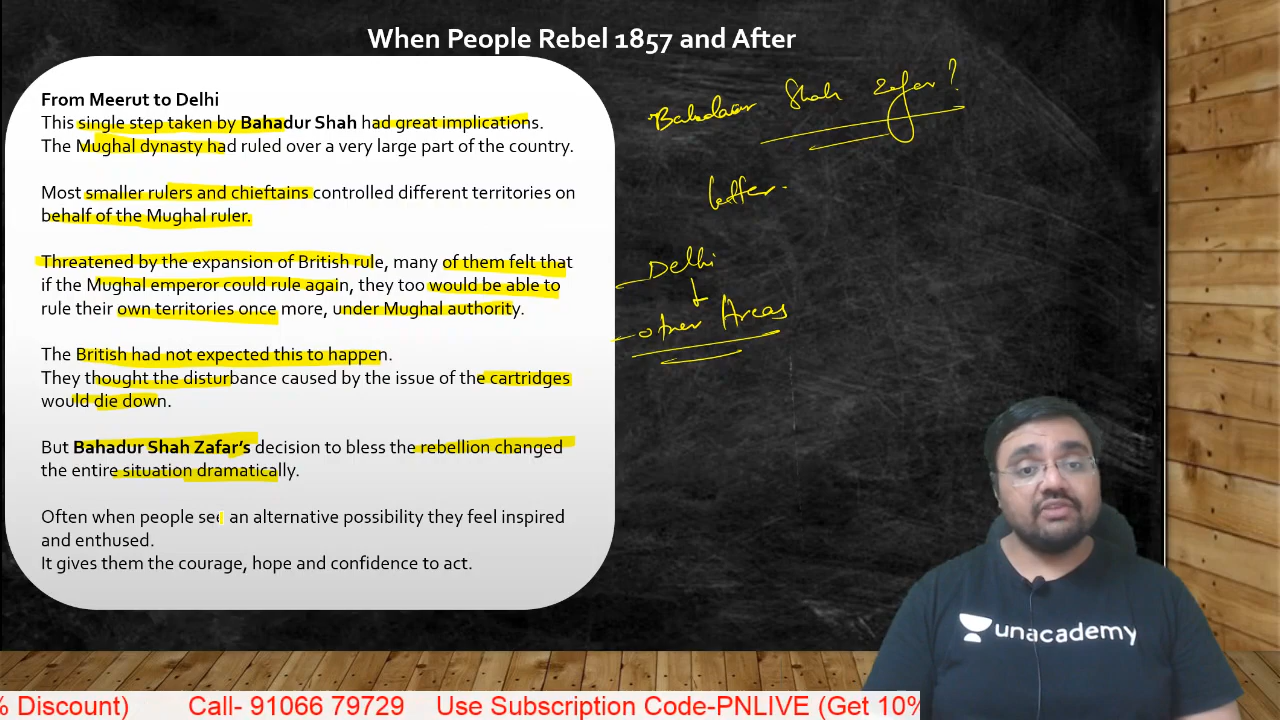 When People Rebel 1857 and After
From Meerut to Delhi
This single step taken by Bahadur Shah had great implications.
The Mughal dynasty had ruled over a very large part of the country.
Most smaller rulers and chieftains controlled different territories on
behalf of the Mughal ruler.
Threatened by the expansion of British rule, many of them felt that
if the Mughal emperor could rule again, they too would be able to
rule their own territories once more, under Mughal authority.
The British had not expected this to happen.
They thought the disturbance caused by the issue of the cartridges
would die down.
But Bahadur Shah Zafar's decision to bless the rebellion changed
the entire situation dramatically.
Often when people see an alternative possibility they feel inspired
and enthused.
It gives them the courage, hope and confidence to act.
Shah Zafar?
Delhi
other Areas
unacademy
% Discount) Call- 91066 79729 Use Subscription Code-PNLIVE (Get 10%